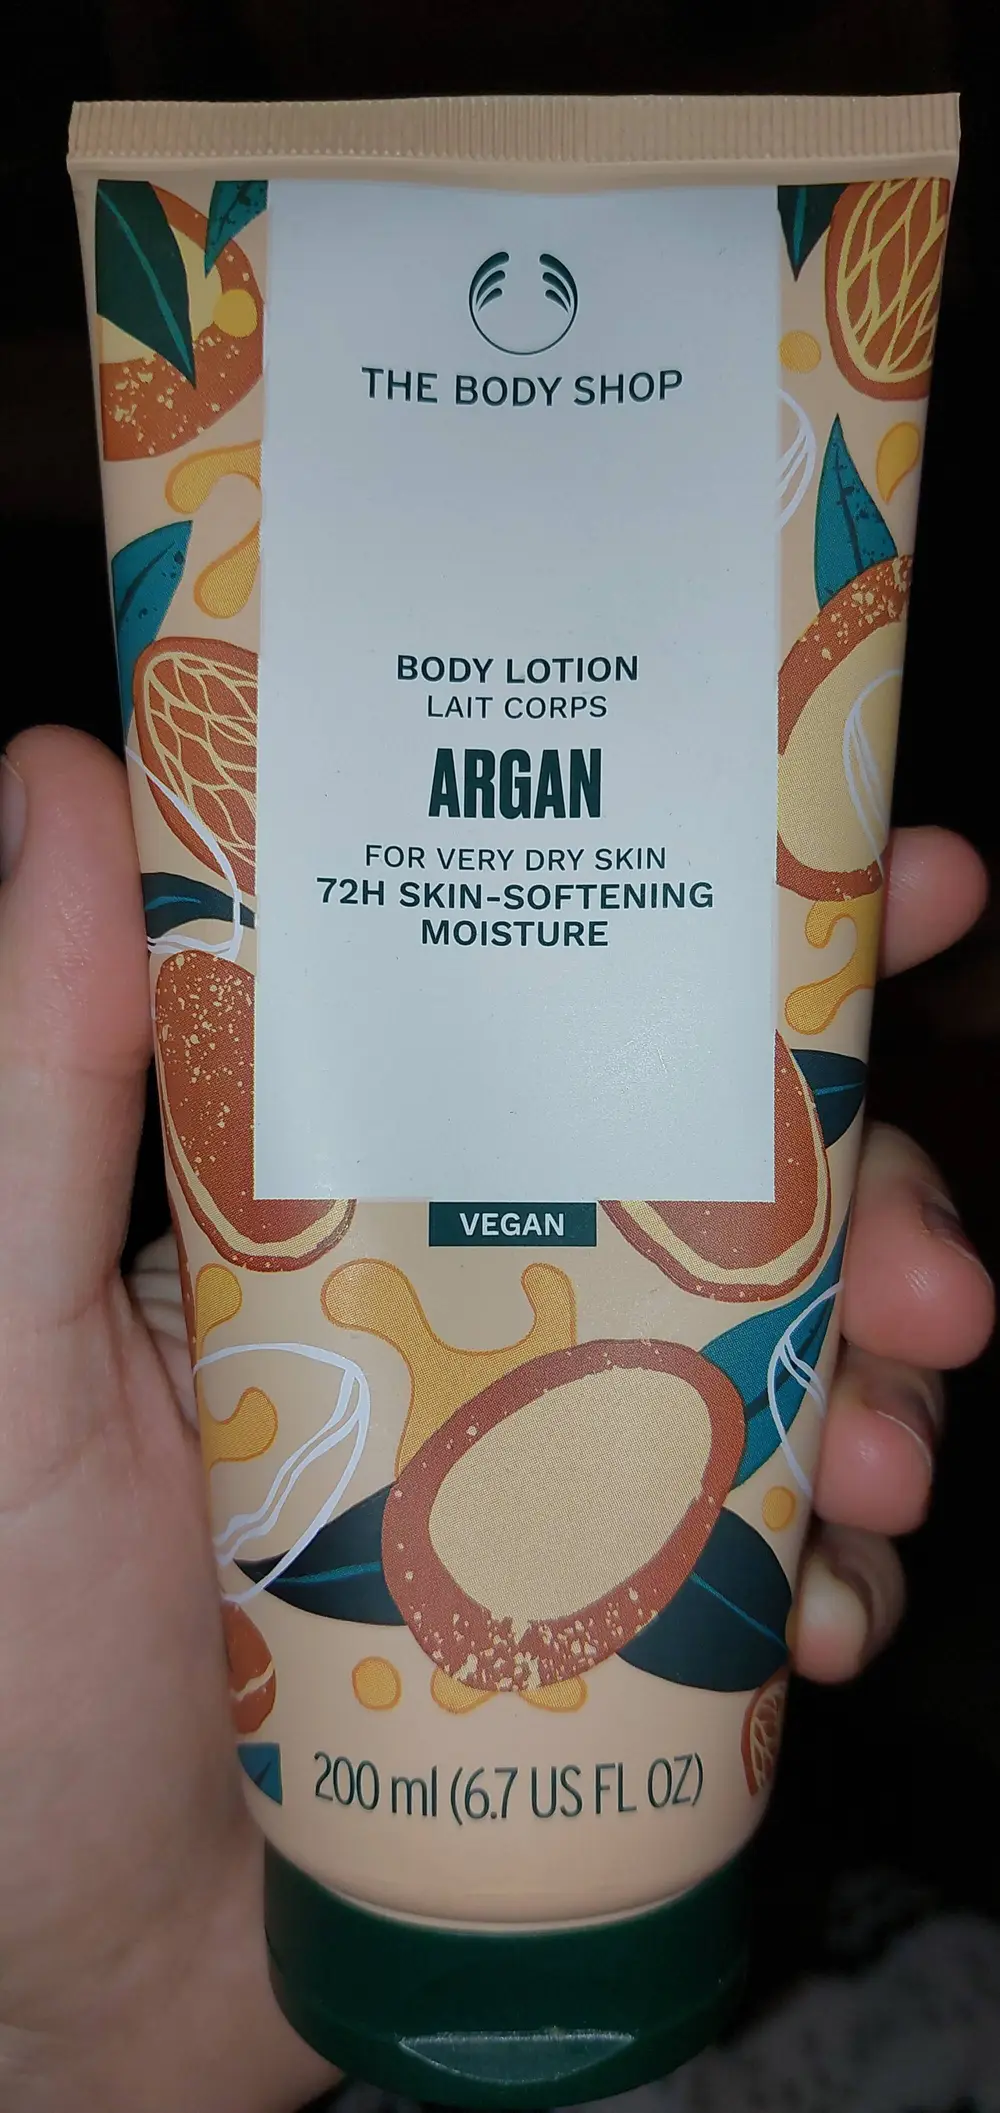 THE BODY SHOP
BODY LOTION
LAIT CORPS
ARGAN
FOR VERY DRY SKIN
72H SKIN-SOFTENING
MOISTURE
VEGAN
200 ml (6.7 US FL OZ)